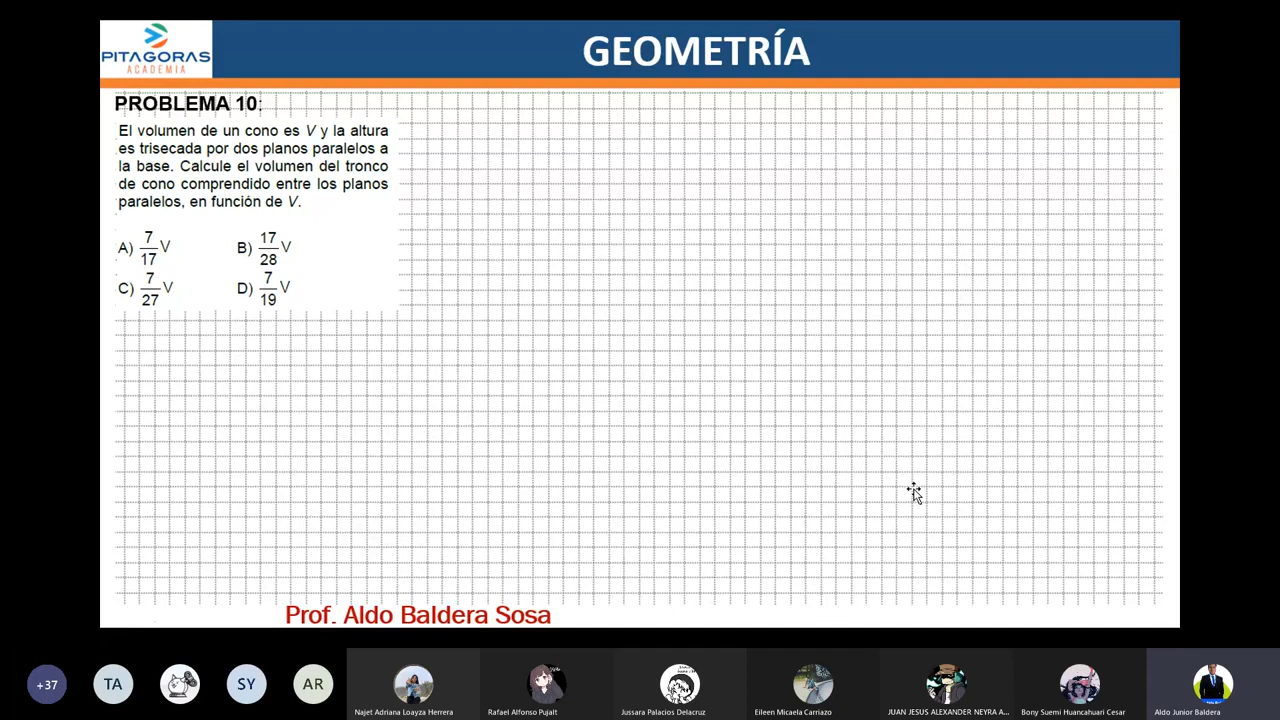 PITAGORAS
ACADEMIA
GEOMETRÍA
PROBLEMA 10:
El volumen de un cono es V y la altura
es trisecada por dos planos paralelos a
la base. Calcule el volumen del tronco
de cono comprendido entre los planos
paralelos, en función de V.
A) 7/17 V B) 17/28 V
C) 7/27 V D) 7/19 V
Prof. Aldo Baldera Sosa
+37 TA SY AR
Najet Adriana Loayza Herrera Rafael Alfonso Pujalt Jussara Palacios Delacruz Eileen Micaela Carriazo JUAN JESUS ALEXANDER NEYRA A... Bony Suemi Huancahuari Cesar Aldo Junior Baldera